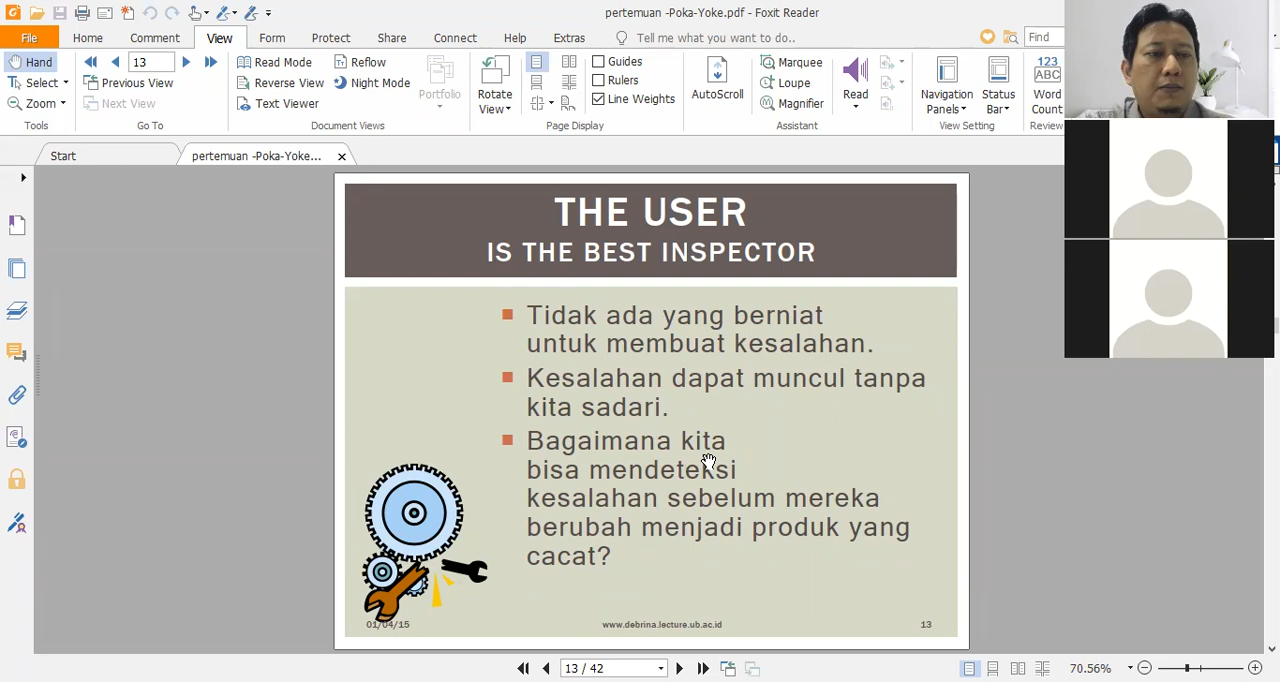 pertemuan -Poka-Yoke.pdf - Foxit Reader
File Home Comment View Form Protect Share Connect Help Extras Tell me what you want to do.. Find
Hand 13 Read Mode Reflow Guides Marquee
Select Previous View Reverse View Night Mode Rulers Loupe
Zoom Next View Text Viewer Line Weights Magnifier
Portfolio Rotate View AutoScroll Read Navigation Panels Status Bar 123 ABC Word Count
Tools Go To Document Views Page Display Assistant View Setting Review
Start pertemuan -Poka-Yoke...
THE USER
IS THE BEST INSPECTOR
Tidak ada yang berniat
untuk membuat kesalahan.
Kesalahan dapat muncul tanpa
kita sadari.
Bagaimana kita
bisa mendeteksi
kesalahan sebelum mereka
berubah menjadi produk yang
cacat?
01/04/15 www.debrina.lecture.ub.ac.id 13
13 / 42 70.56%